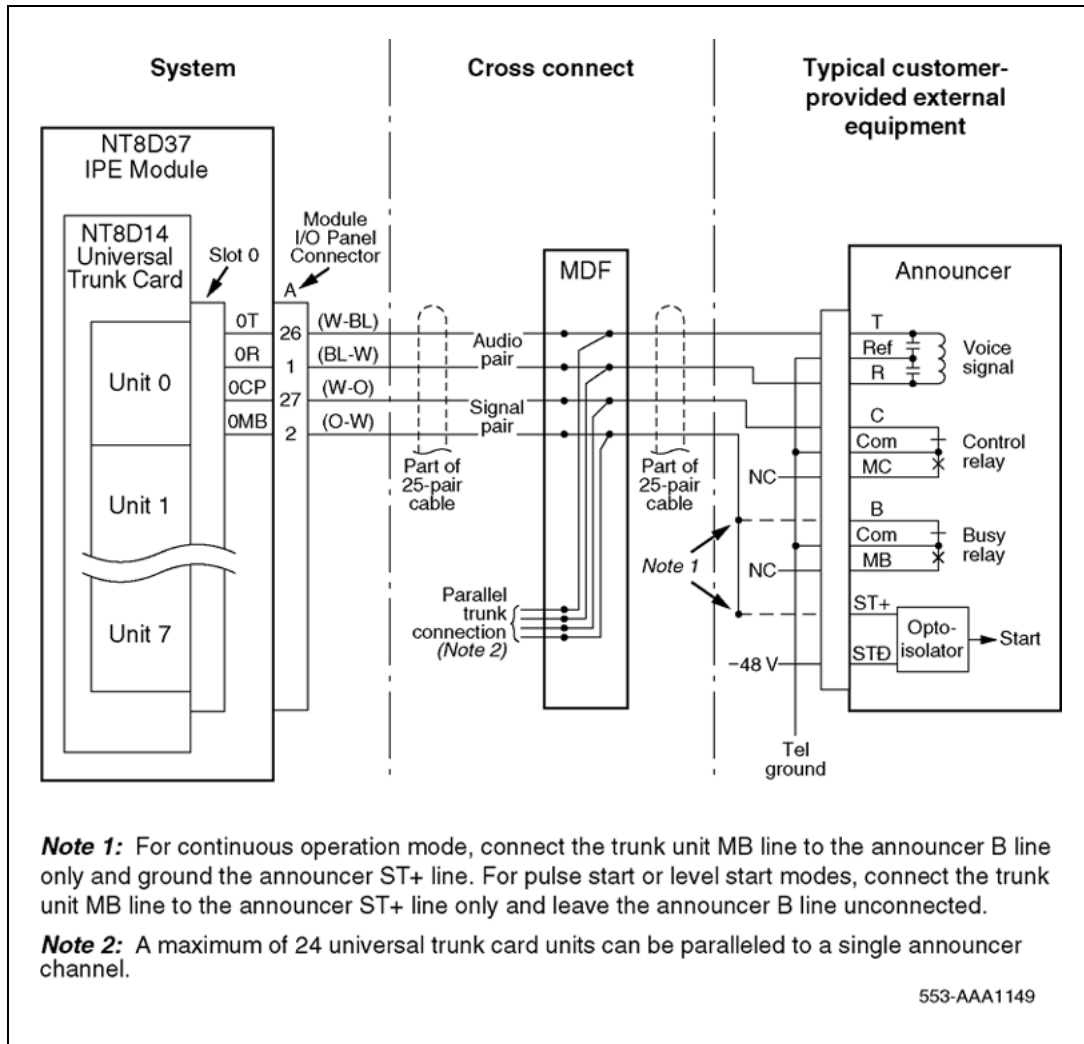 System
Cross connect
Typical customer-
provided external
equipment
NT8D37
IPE Module
NT8D14
Universal
Trunk Card
Slot 0
Module
I/O Panel
Connector
A
MDF
Announcer
0T
26
(W-BL)
0R
1
(BL-W)
0CP
27
(W-O)
0MB
2
(O-W)
Unit 0
Unit 1
Unit 7
Audio
pair
Signal
pair
Part of
25-pair
cable
Part of
25-pair
cable
Parallel
trunk
connection
(Note 2)
Note 1
T
Ref
R
Voice
signal
C
Com
MC
NC
Control
relay
B
Com
MB
NC
Busy
relay
ST+
STĐ
−48 V
Opto-
isolator
Start
Tel
ground
Note 1: For continuous operation mode, connect the trunk unit MB line to the announcer B line
only and ground the announcer ST+ line. For pulse start or level start modes, connect the trunk
unit MB line to the announcer ST+ line only and leave the announcer B line unconnected.
Note 2: A maximum of 24 universal trunk card units can be paralleled to a single announcer
channel.
553-AAA1149